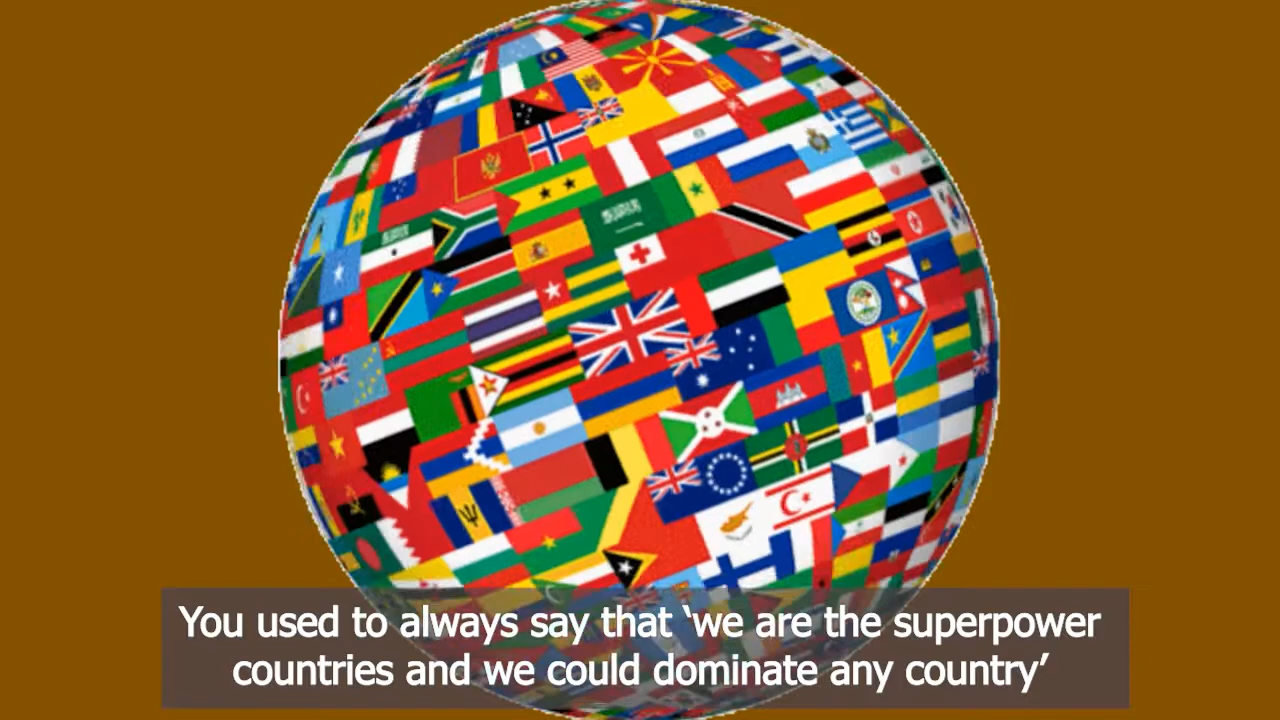 You used to always say that ‘we are the superpower
countries and we could dominate any country’